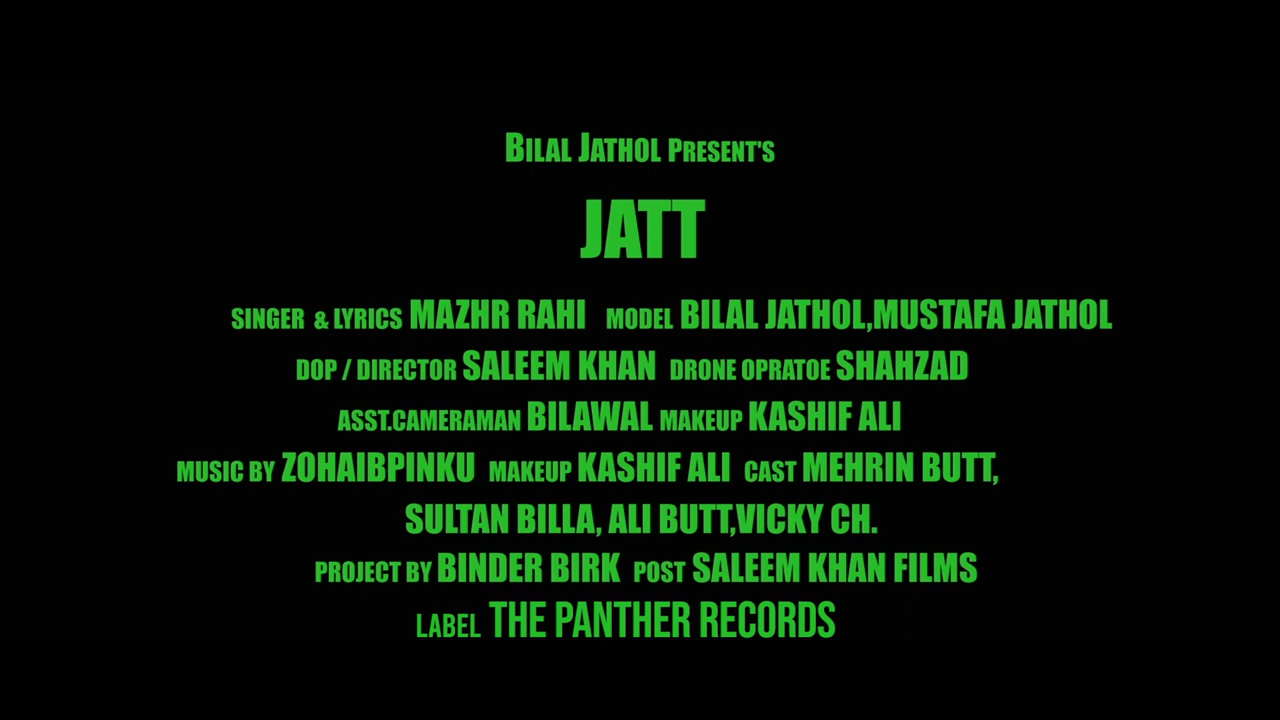 BILAL JATHOL PRESENT'S
JATT
SINGER & LYRICS MAZHR RAHI MODEL BILAL JATHOL,MUSTAFA JATHOL
DOP / DIRECTOR SALEEM KHAN DRONE OPRATOE SHAHZAD
ASST.CAMERAMAN BILAWAL MAKEUP KASHIF ALI
MUSIC BY ZOHAIBPINKU MAKEUP KASHIF ALI CAST MEHRIN BUTT,
SULTAN BILLA, ALI BUTT,VICKY CH.
PROJECT BY BINDER BIRK POST SALEEM KHAN FILMS
LABEL THE PANTHER RECORDS